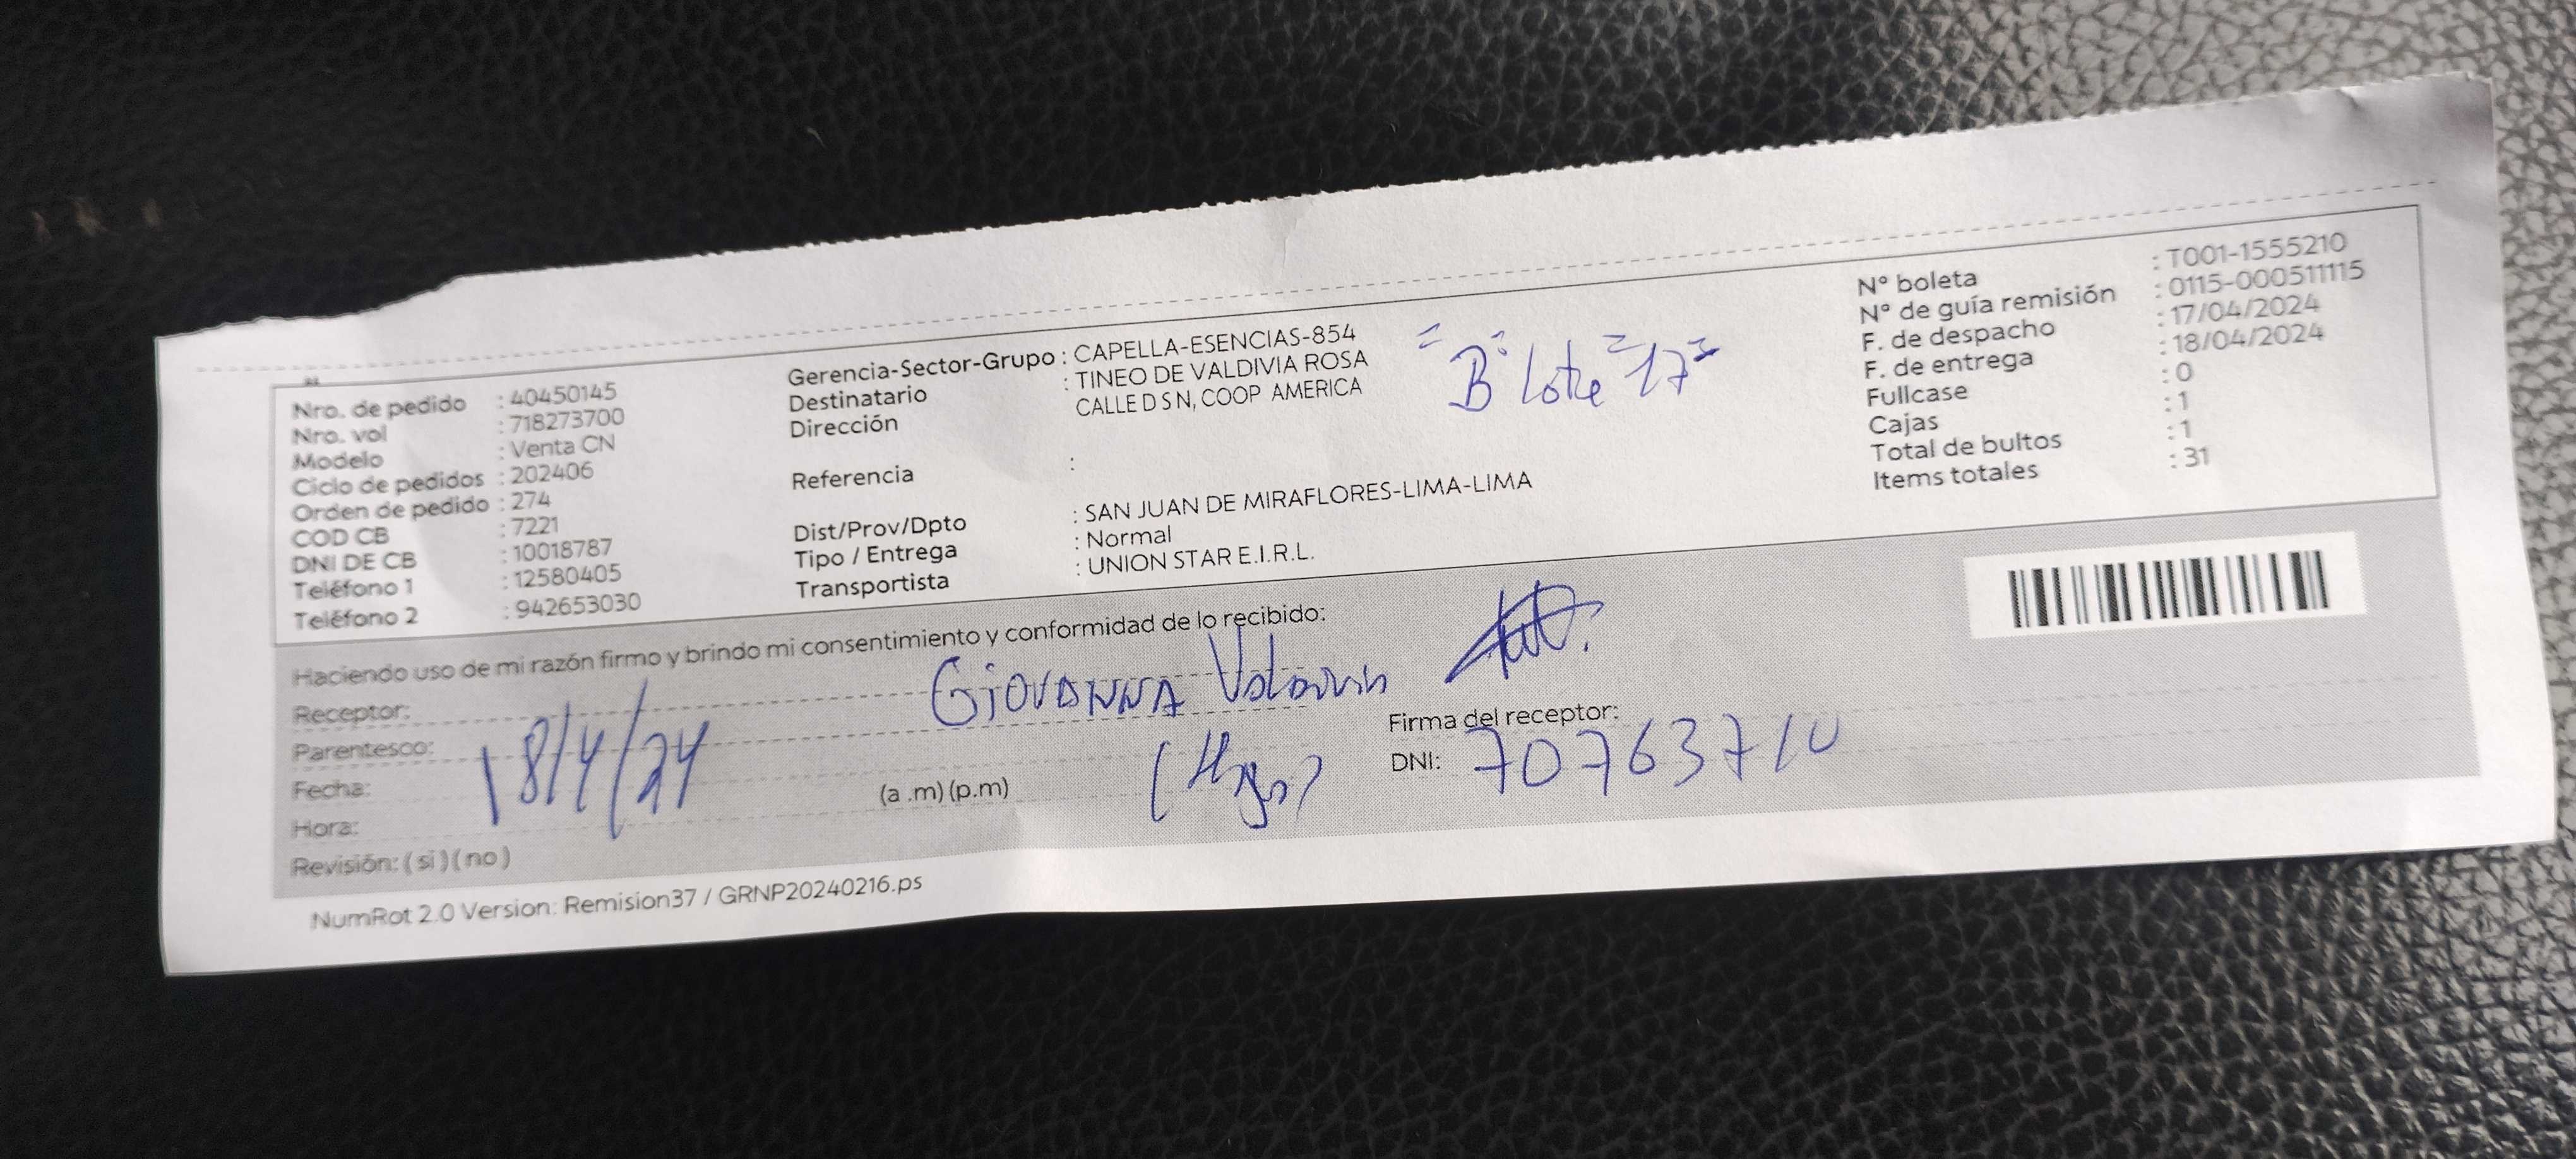 Nro. de pedido : 40450145
Nro. vol : 718273700
Modelo : Venta CN
Ciclo de pedidos : 202406
Orden de pedido : 274
COD CB : 7221
DNI DE CB : 10018787
Teléfono 1 : 12580405
Teléfono 2 : 942653030
Gerencia-Sector-Grupo : CAPELLA-ESENCIAS-854
Destinatario : TINEO DE VALDIVIA ROSA
Dirección CALLE D S N, COOP AMERICA
"B" Lote "17"
Referencia :
Dist/Prov/Dpto : SAN JUAN DE MIRAFLORES-LIMA-LIMA
Tipo / Entrega : Normal
Transportista : UNION STAR E.I.R.L.
N° boleta : T001-1555210
N° de guía remisión : 0115-000511115
F. de despacho : 17/04/2024
F. de entrega : 18/04/2024
Fullcase : 0
Cajas : 1
Total de bultos : 1
Items totales : 31
Haciendo uso de mi razón firmo y brindo mi consentimiento y conformidad de lo recibido:
Receptor: GIOVANNA Valdivia
Parentesco:
Fecha: 18/4/24
Hora: (a .m) (p.m)
Revisión: ( si ) ( no )
Firma del receptor:
DNI: 70763710
NumRot 2.0 Version: Remision37 / GRNP20240216.ps